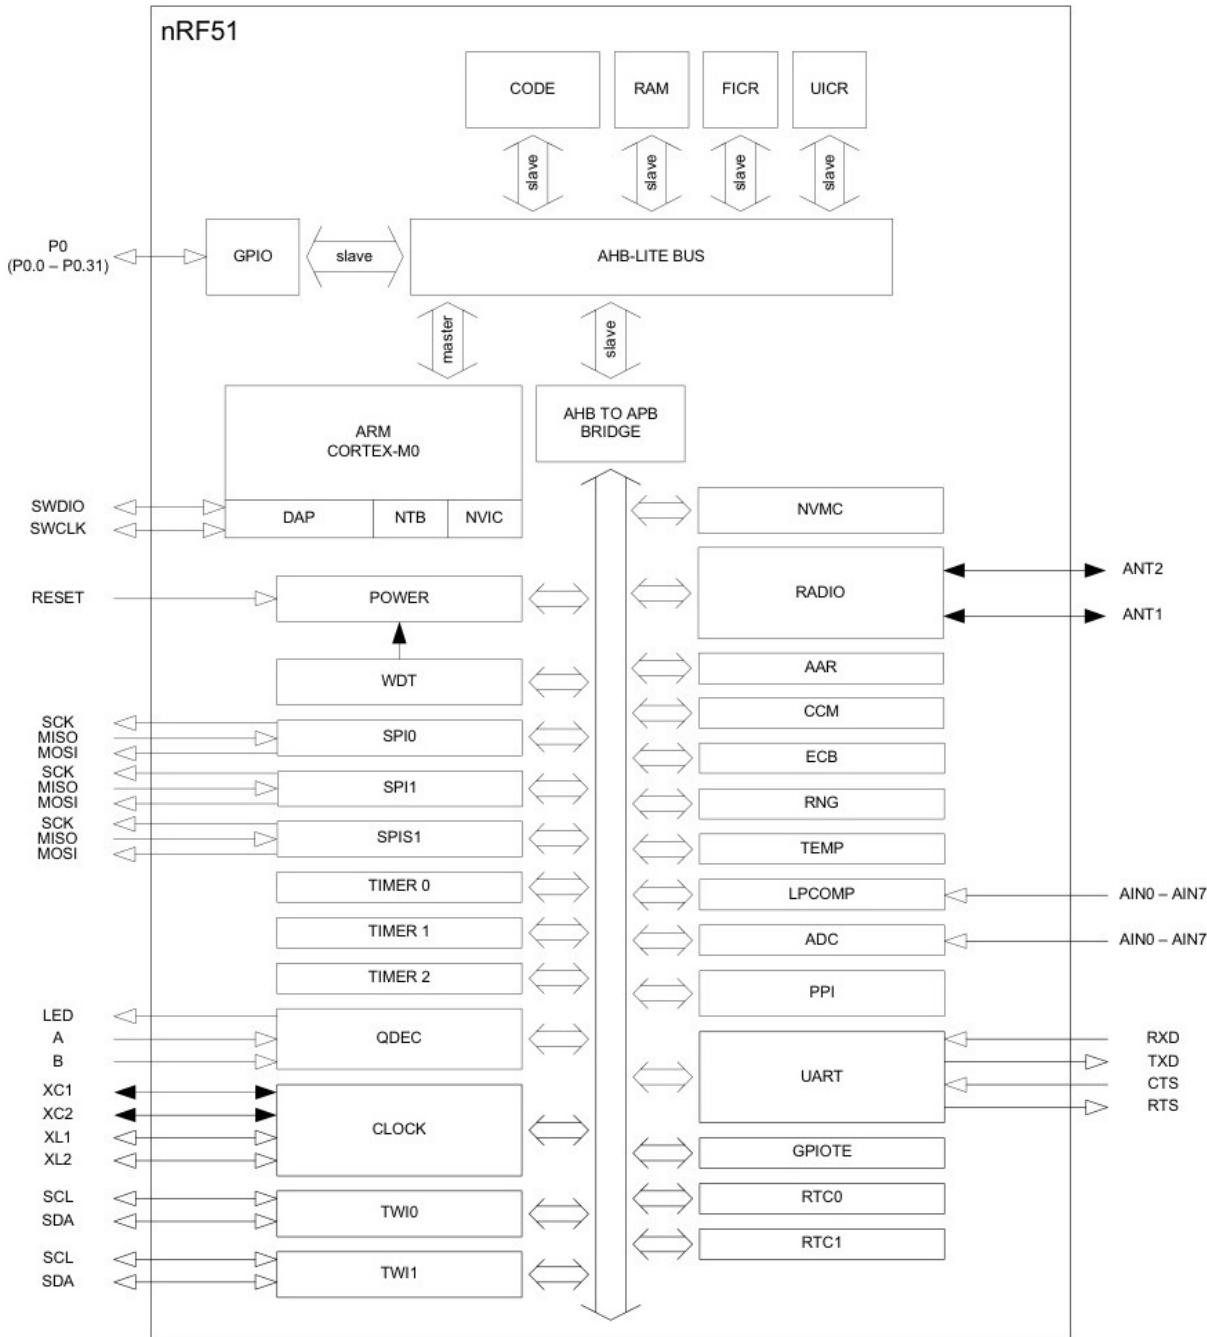 nRF51
CODE
RAM
FICR
UICR
slave
slave
slave
slave
P0
(P0.0 – P0.31)
GPIO
slave
AHB-LITE BUS
master
slave
ARM
CORTEX-M0
AHB TO APB
BRIDGE
SWDIO
SWCLK
DAP
NTB
NVIC
NVMC
RADIO
ANT2
ANT1
RESET
POWER
WDT
AAR
CCM
SCK
MISO
MOSI
SPI0
ECB
SCK
MISO
MOSI
SPI1
RNG
SCK
MISO
MOSI
SPIS1
TEMP
TIMER 0
LPCOMP
AIN0 – AIN7
TIMER 1
ADC
AIN0 – AIN7
TIMER 2
PPI
LED
A
B
QDEC
UART
RXD
TXD
CTS
RTS
XC1
XC2
XL1
XL2
CLOCK
GPIOTE
SCL
SDA
TWI0
RTC0
RTC1
SCL
SDA
TWI1